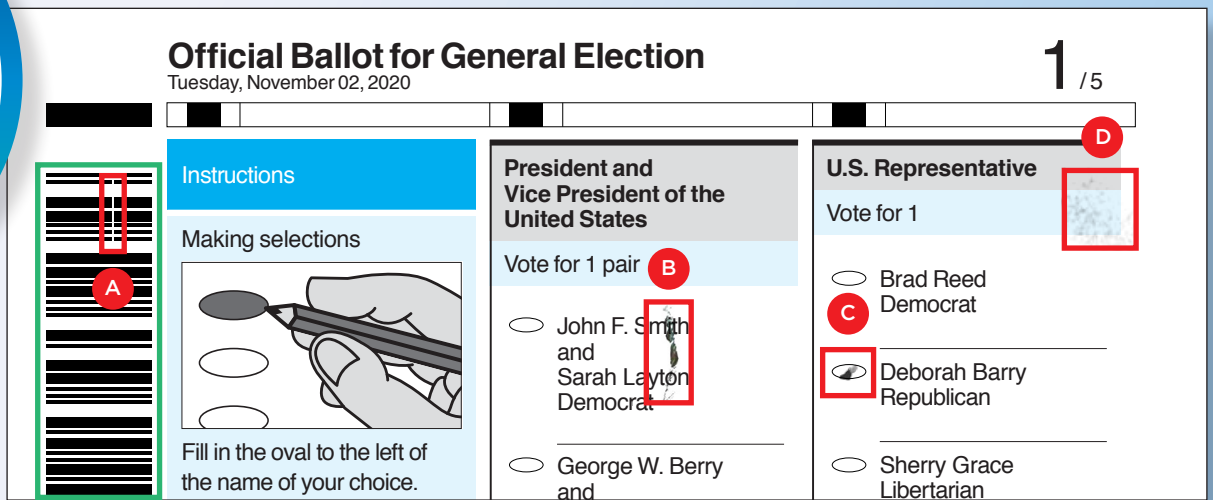 Official Ballot for General Election
Tuesday, November 02, 2020
1/5
Instructions
Making selections
Fill in the oval to the left of
the name of your choice.
President and
Vice President of the
United States
Vote for 1 pair
John F. Smith
and
Sarah Layton
Democrat
George W. Berry
and
U.S. Representative
Vote for 1
Brad Reed
Democrat
Deborah Barry
Republican
Sherry Grace
Libertarian
A
B
C
D